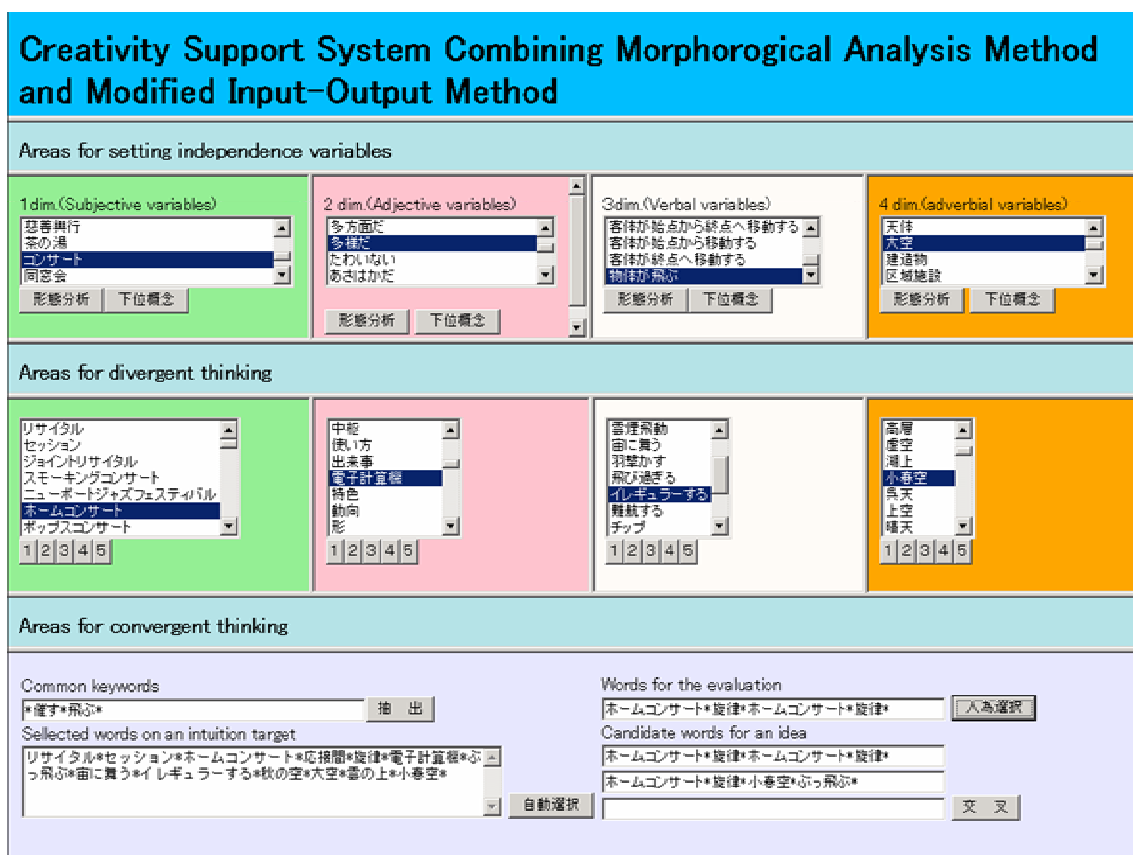 Creativity Support System Combining Morphorogical Analysis Method
and Modified Input-Output Method
Areas for setting independence variables
1dim.(Subjective variables)
慈善興行
茶の湯
コンサート
同窓会
形態分析 下位概念
2 dim.(Adjective variables)
多方面だ
多様だ
たわいない
あさはかだ
形態分析 下位概念
3dim.(Verbal variables)
客体が始点から終点へ移動する
客体が始点から移動する
客体が終点へ移動する
物体が飛ぶ
形態分析 下位概念
4 dim.(adverbial variables)
天体
大空
建造物
区域施設
形態分析 下位概念
Areas for divergent thinking
リサイタル
セッション
ジョイントリサイタル
スモーキングコンサート
ニューポートジャズフェスティバル
ホームコンサート
ポップスコンサート
1 2 3 4 5
中枢
使い方
出来事
電子計算機
特色
動向
形
1 2 3 4 5
雲煙飛動
宙に舞う
羽撃かす
飛び過ぎる
イレギュラーする
難航する
チップ
1 2 3 4 5
高層
虚空
湖上
小春空
呉天
上空
晴天
1 2 3 4 5
Areas for convergent thinking
Common keywords
*催す*飛ぶ*
抽 出
Sellected words on an intuition target
リサイタル*セッション*ホームコンサート*応接間*旋律*電子計算機*ぶ
っ飛ぶ*宙に舞う*イレギュラーする*秋の空*大空*雲の上*小春空*
自動選択
Words for the evaluation
ホームコンサート*旋律*ホームコンサート*旋律*
人為選択
Candidate words for an idea
ホームコンサート*旋律*ホームコンサート*旋律*
ホームコンサート*旋律*小春空*ぶっ飛ぶ*
交 叉